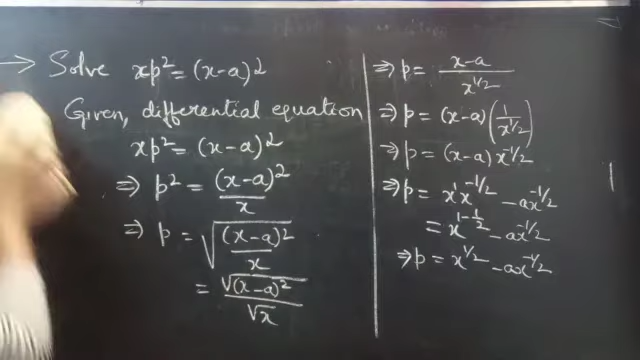 → Solve xp² = (x-a)²
Given, differential equation
xp² = (x-a)²
⇒ p² = (x-a)²/x
⇒ p = √((x-a)²/x)
= √(x-a)²/√x
⇒ p = (x-a)/x^(1/2)
⇒ p = (x-a)(1/x^(1/2))
⇒ p = (x-a) x^(-1/2)
⇒ p = x¹x^(-1/2) - ax^(-1/2)
= x^(1-1/2) - ax^(-1/2)
⇒ p = x^(1/2) - ax^(-1/2)